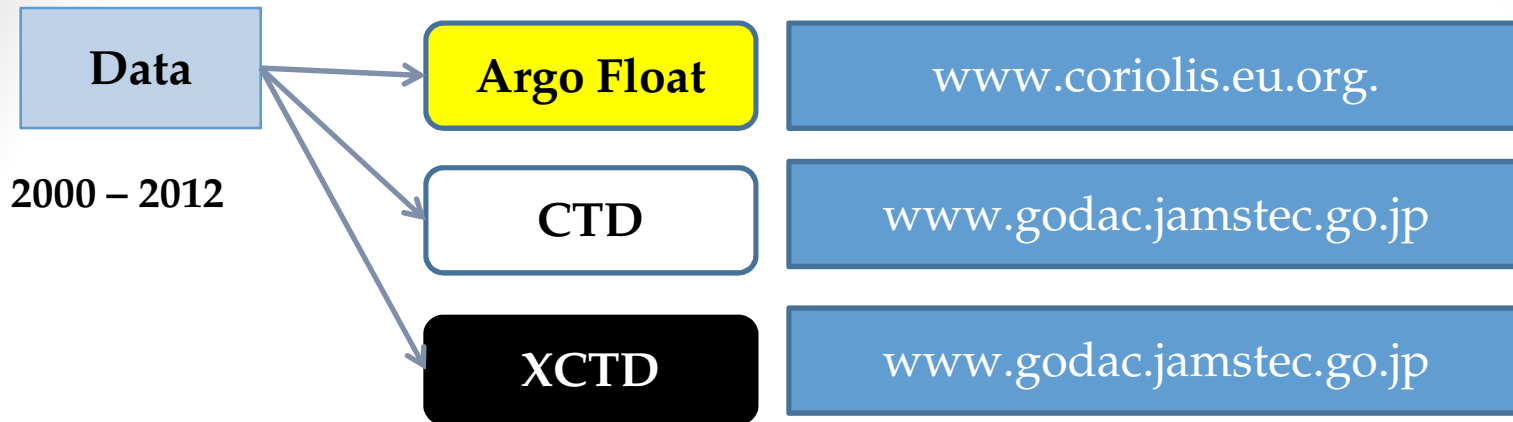 Data
2000 – 2012
Argo Float
www.coriolis.eu.org.
CTD
www.godac.jamstec.go.jp
XCTD
www.godac.jamstec.go.jp